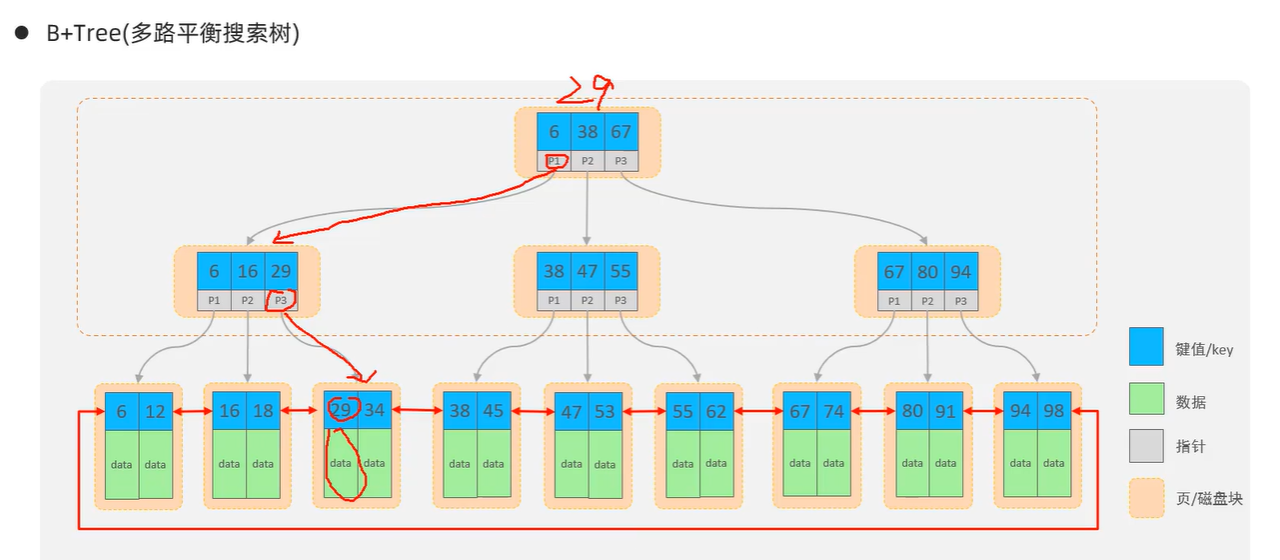 ● B+Tree(多路平衡搜索树)
29
6 38 67
P1 P2 P3
6 16 29 38 47 55 67 80 94
P1 P2 P3 P1 P2 P3 P1 P2 P3
键值/key
6 12 16 18 29 34 38 45 47 53 55 62 67 74 80 91 94 98
数据
指针
data data data data data data data data data data data data data data data data data data
页/磁盘块